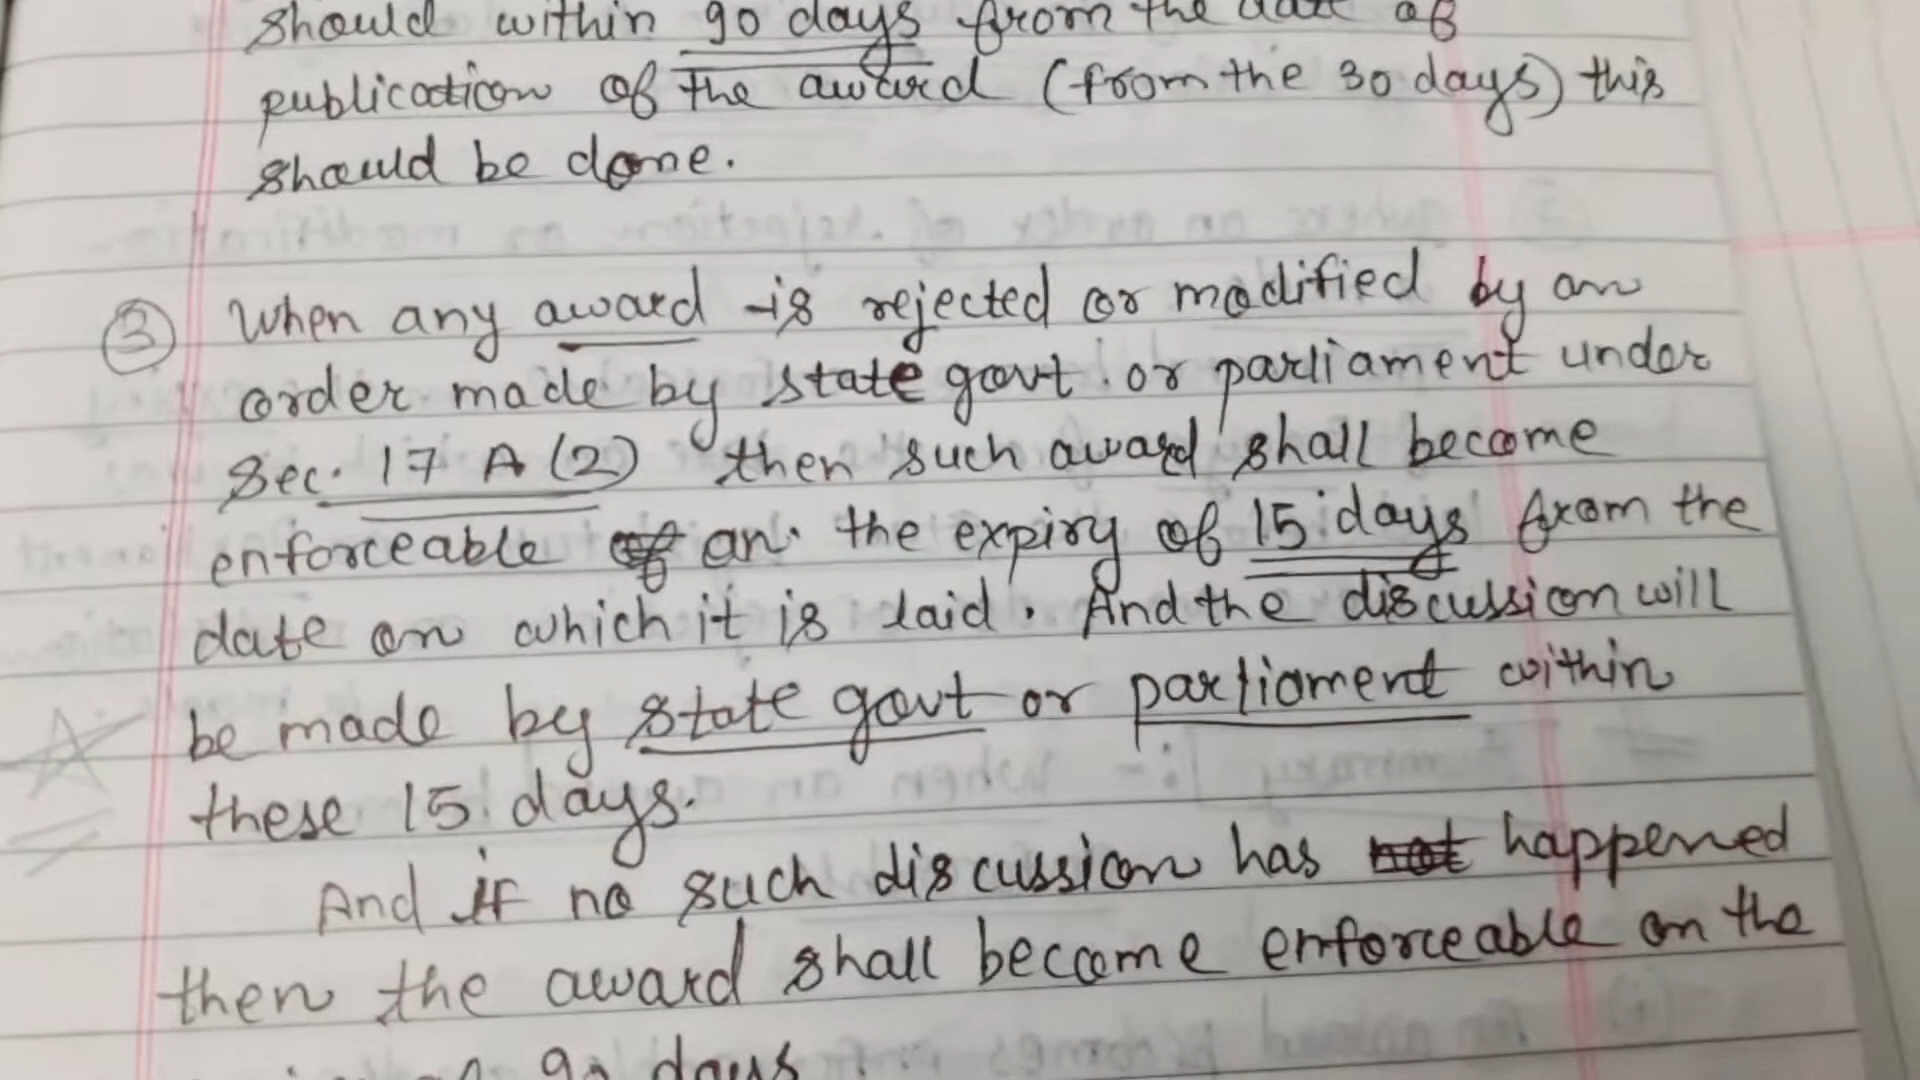 should within 90 days from the date of
publication of the award (from the 30 days) this
should be done.
③ When any award is rejected or modified by an
order made by state govt. or parliament under
Sec. 17 A (2) then such award shall become
enforceable of on the expiry of 15 days from the
date on which it is laid. And the discussion will
be made by state govt or parliament within
these 15 days.
And if no such discussion has not happened
then the award shall become enforceable on the
90 days